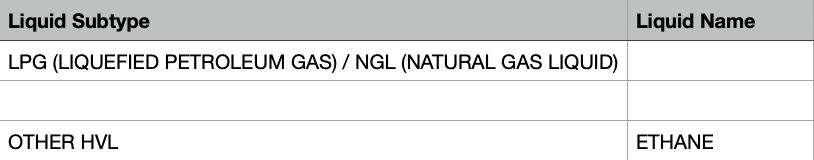 Liquid Subtype Liquid Name
LPG (LIQUEFIED PETROLEUM GAS) / NGL (NATURAL GAS LIQUID)
OTHER HVL ETHANE